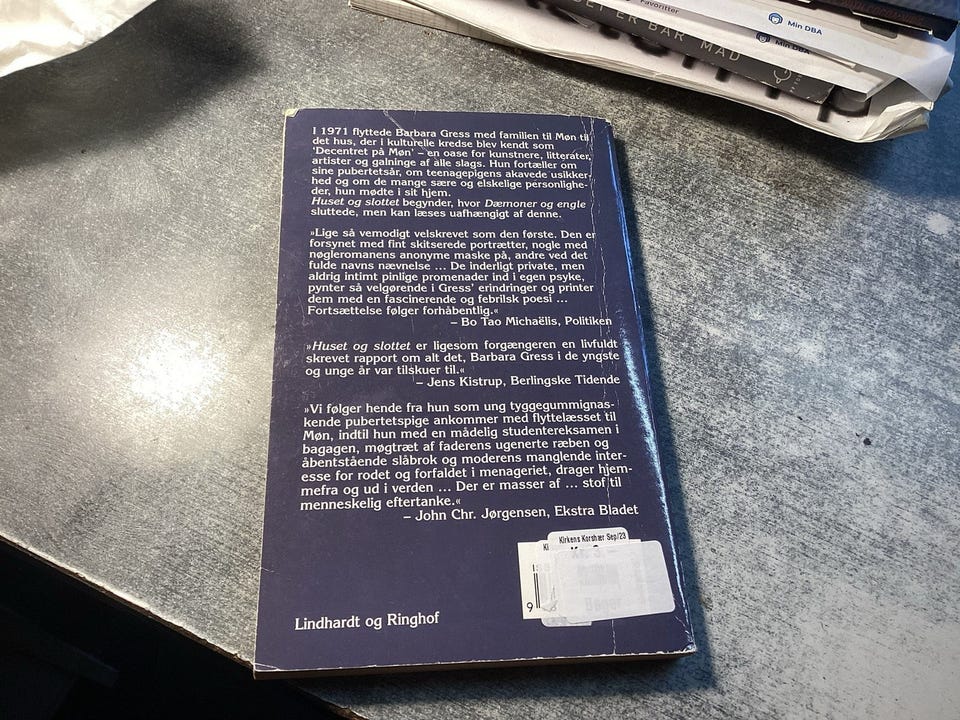 Favoritter
Min DBA
Min DBA
DET ER BAR MAD
I 1971 flyttede Barbara Gress med familien til Møn til
det hus, der i kulturelle kredse blev kendt som
'Decentret på Møn' – en oase for kunstnere, litterater,
artister og galninge af alle slags. Hun fortæller om
sine pubertetsår, om teenagepigens akavede usikker-
hed og om de mange sære og elskelige personlighe-
der, hun mødte i sit hjem.
Huset og slottet begynder, hvor Dæmoner og engle
sluttede, men kan læses uafhængigt af denne.
»Lige så vemodigt velskrevet som den første. Den er
forsynet med fint skitserede portrætter, nogle med
nøgleromanens anonyme maske på, andre ved det
fulde navns nævnelse ... De inderligt private, men
aldrig intimt pinlige promenader ind i egen psyke,
pynter så velgørende i Gress' erindringer og printer
dem med en fascinerende og febrilsk poesi ...
Fortsættelse følger forhåbentlig.«
– Bo Tao Michaëlis, Politiken
»Huset og slottet er ligesom forgængeren en livfuldt
skrevet rapport om alt det, Barbara Gress i de yngste
og unge år var tilskuer til.«
– Jens Kistrup, Berlingske Tidende
»Vi følger hende fra hun som ung tyggegummignas-
kende pubertetspige ankommer med flyttelæsset til
Møn, indtil hun med en mådelig studentereksamen i
bagagen, møgtræt af faderens ugenerte ræben og
åbentstående slåbrok og moderens manglende inter-
esse for rodet og forfaldet i menageriet, drager hjem-
mefra og ud i verden ... Der er masser af ... stof til
menneskelig eftertanke.«
– John Chr. Jørgensen, Ekstra Bladet
Kirkens Korshær Sep/23
Bøger
9
Lindhardt og Ringhof